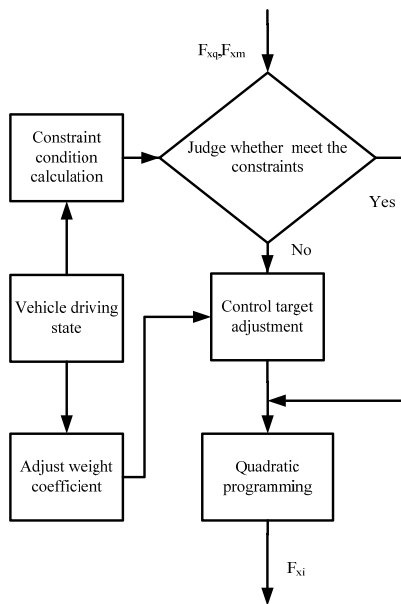 Fxq,Fxm
Judge whether meet the
constraints
Constraint
condition
calculation
Yes
No
Vehicle driving
state
Control target
adjustment
Adjust weight
coefficient
Quadratic
programming
Fxi